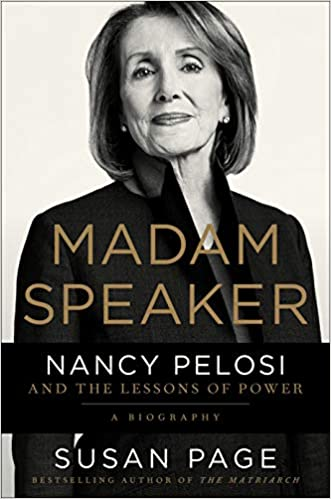 MADAM
SPEAKER
NANCY PELOSI
AND THE LESSONS OF POWER
A BIOGRAPHY
SUSAN PAGE
BESTSELLING AUTHOR OF THE MATRIARCH